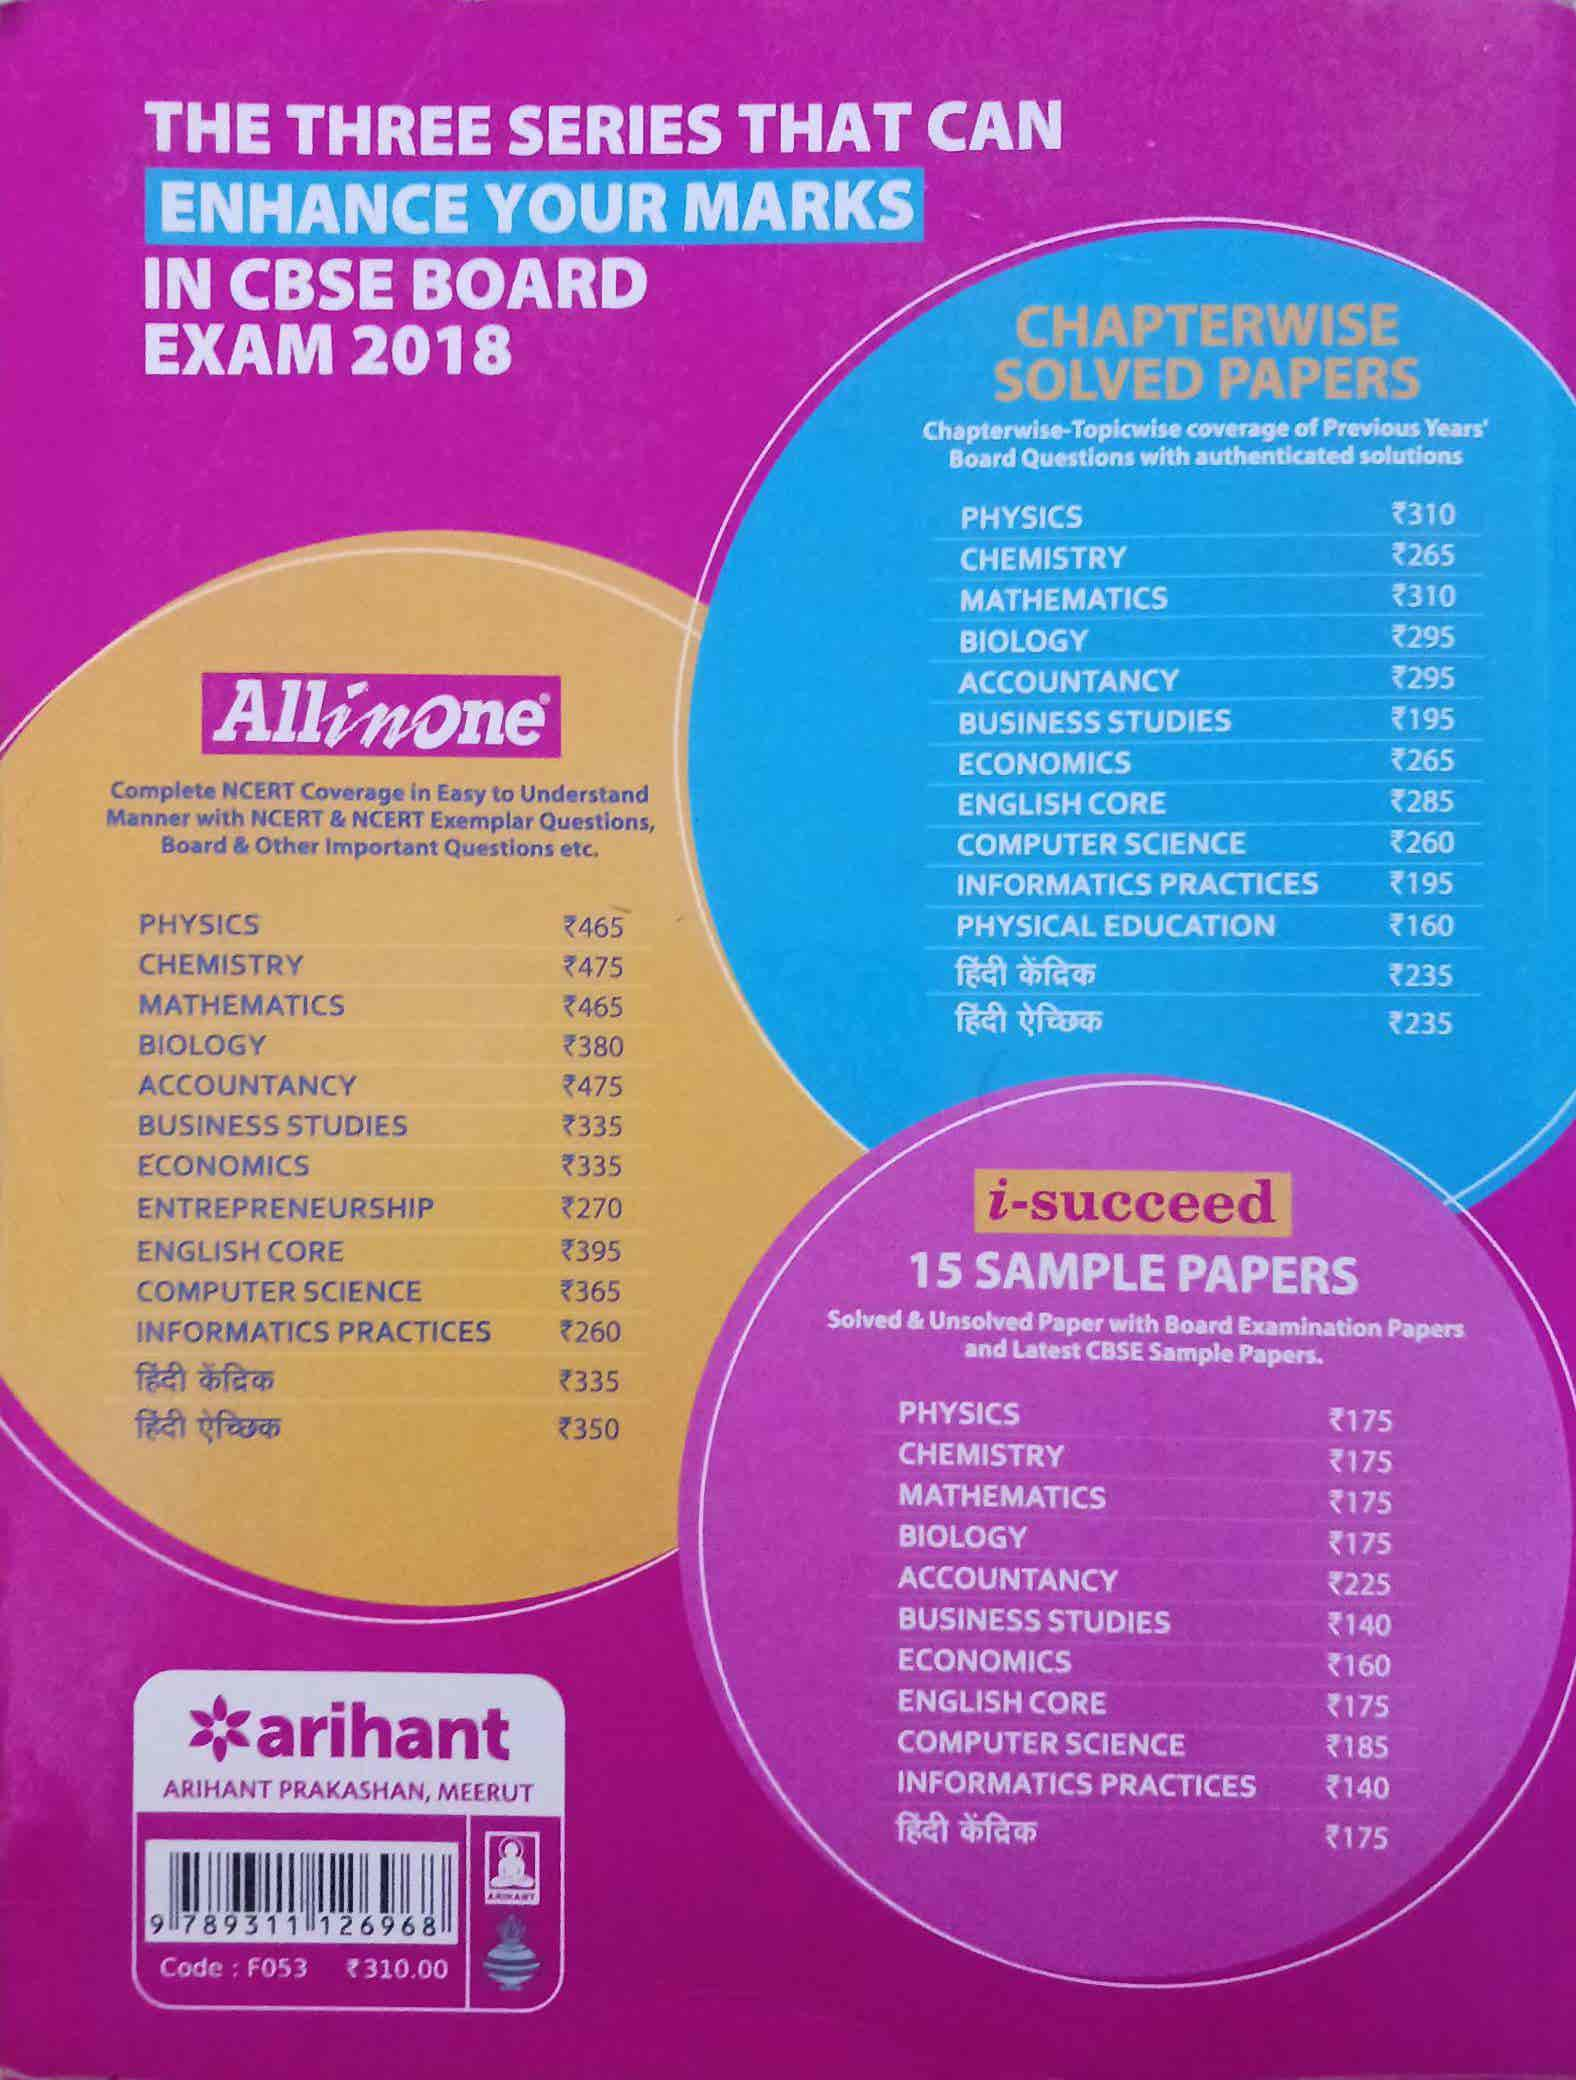 THE THREE SERIES THAT CAN
ENHANCE YOUR MARKS
IN CBSE BOARD
EXAM 2018
CHAPTERWISE
SOLVED PAPERS
Chapterwise-Topicwise coverage of Previous Years'
Board Questions with authenticated solutions
PHYSICS ₹310
CHEMISTRY ₹265
MATHEMATICS ₹310
BIOLOGY ₹295
ACCOUNTANCY ₹295
BUSINESS STUDIES ₹195
ECONOMICS ₹265
ENGLISH CORE ₹285
COMPUTER SCIENCE ₹260
INFORMATICS PRACTICES ₹195
PHYSICAL EDUCATION ₹160
हिंदी केंद्रिक ₹235
हिंदी ऐच्छिक ₹235
All in One®
Complete NCERT Coverage in Easy to Understand
Manner with NCERT & NCERT Exemplar Questions,
Board & Other Important Questions etc.
PHYSICS ₹465
CHEMISTRY ₹475
MATHEMATICS ₹465
BIOLOGY ₹380
ACCOUNTANCY ₹475
BUSINESS STUDIES ₹335
ECONOMICS ₹335
ENTREPRENEURSHIP ₹270
ENGLISH CORE ₹395
COMPUTER SCIENCE ₹365
INFORMATICS PRACTICES ₹260
हिंदी केंद्रिक ₹335
हिंदी ऐच्छिक ₹350
i-succeed
15 SAMPLE PAPERS
Solved & Unsolved Paper with Board Examination Papers
and Latest CBSE Sample Papers.
PHYSICS ₹175
CHEMISTRY ₹175
MATHEMATICS ₹175
BIOLOGY ₹175
ACCOUNTANCY ₹225
BUSINESS STUDIES ₹140
ECONOMICS ₹160
ENGLISH CORE ₹175
COMPUTER SCIENCE ₹185
INFORMATICS PRACTICES ₹140
हिंदी केंद्रिक ₹175
arihant
ARIHANT PRAKASHAN, MEERUT
ARIHANT
9 789311 126968
Code : F053 ₹310.00